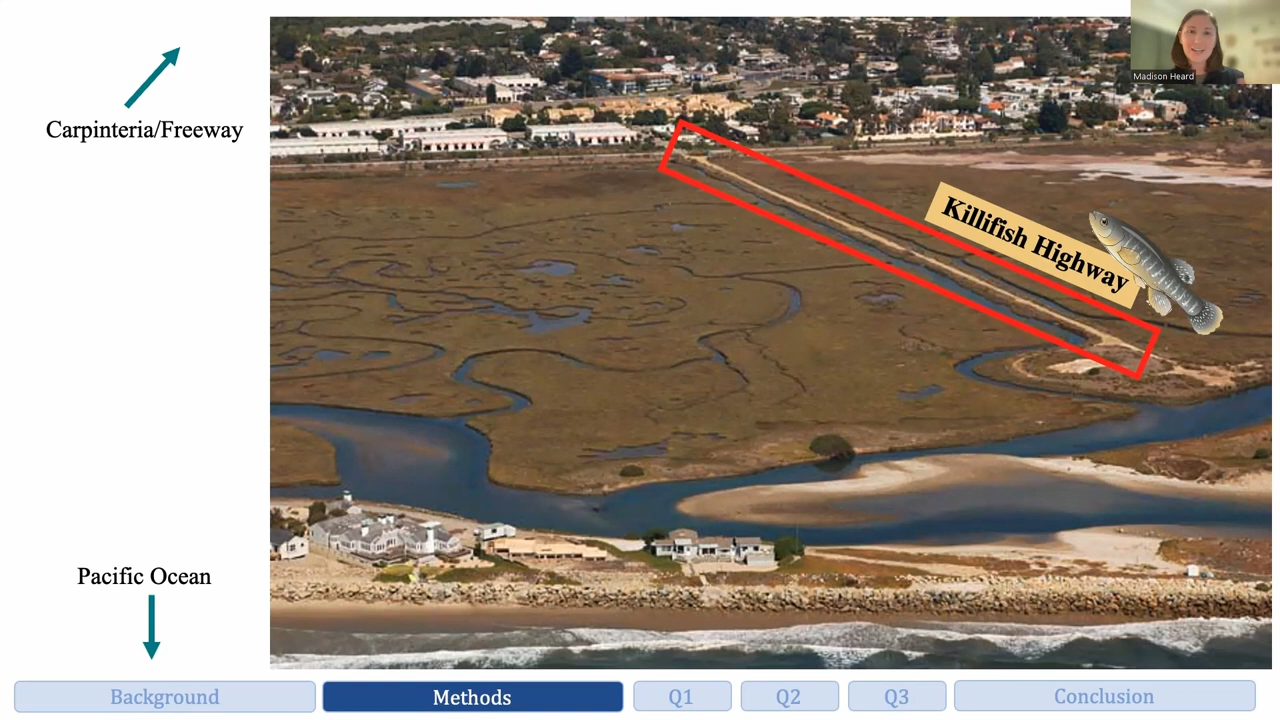 Madison Heard
Carpinteria/Freeway
Killifish Highway
Pacific Ocean
Background
Methods
Q1
Q2
Q3
Conclusion